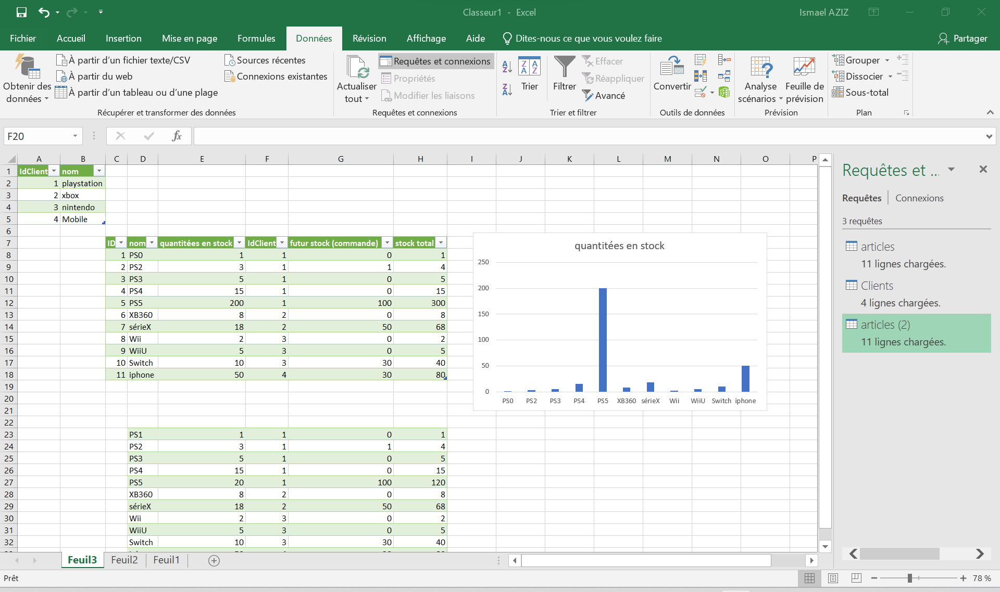 Classeur1 - Excel
Ismael AZIZ
Fichier Accueil Insertion Mise en page Formules Données Révision Affichage Aide Dites-nous ce que vous voulez faire Partager
Obtenir des données
À partir d'un fichier texte/CSV
À partir du web
À partir d'un tableau ou d'une plage
Sources récentes
Connexions existantes
Récupérer et transformer des données
Actualiser tout
Requêtes et connexions
Propriétés
Modifier les liaisons
Requêtes et connexions
Trier
Filtrer
Effacer
Réappliquer
Avancé
Trier et filtrer
Convertir
Outils de données
Analyse scénarios
Feuille de prévision
Prévision
Grouper
Dissocier
Sous-total
Plan
F20
fx
A B C D E F G H I J K L M N O P
1 IdClient nom
2 1 playstation
3 2 xbox
4 3 nintendo
5 4 Mobile
6
7 ID nom quantitées en stock IdClient futur stock (commande) stock total
8 1 PS0 1 1 0 1
9 2 PS2 3 1 1 4
10 3 PS3 5 1 0 5
11 4 PS4 15 1 0 15
12 5 PS5 200 1 100 300
13 6 XB360 8 2 0 8
14 7 sérieX 18 2 50 68
15 8 Wii 2 3 0 2
16 9 WiiU 5 3 0 5
17 10 Switch 10 3 30 40
18 11 iphone 50 4 30 80
19
20
21
22
23 PS1 1 1 0 1
24 PS2 3 1 1 4
25 PS3 5 1 0 5
26 PS4 15 1 0 15
27 PS5 20 1 100 120
28 XB360 8 2 0 8
29 sérieX 18 2 50 68
30 Wii 2 3 0 2
31 WiiU 5 3 0 5
32 Switch 10 3 30 40
quantitées en stock
250
200
150
100
50
0
PS0 PS2 PS3 PS4 PS5 XB360 sérieX Wii WiiU Switch iphone
Requêtes et ...
Requêtes Connexions
3 requêtes
articles
11 lignes chargées.
Clients
4 lignes chargées.
articles (2)
11 lignes chargées.
Feuil3 Feuil2 Feuil1
Prêt
78 %